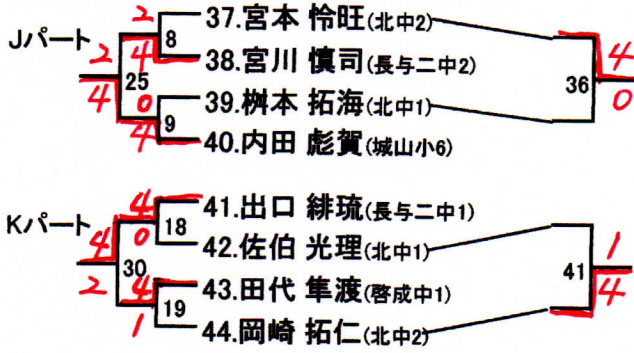 Jパート
2
4
25
2
4
8
0
4
9
37.宮本 怜旺(北中2)
38.宮川 慎司(長与二中2)
39.桝本 拓海(北中1)
40.内田 彪賀(城山小6)
36
4
0
Kパート
4
2
30
4
0
18
4
1
19
41.出口 緋琉(長与二中1)
42.佐伯 光理(北中1)
43.田代 隼渡(啓成中1)
44.岡崎 拓仁(北中2)
41
1
4